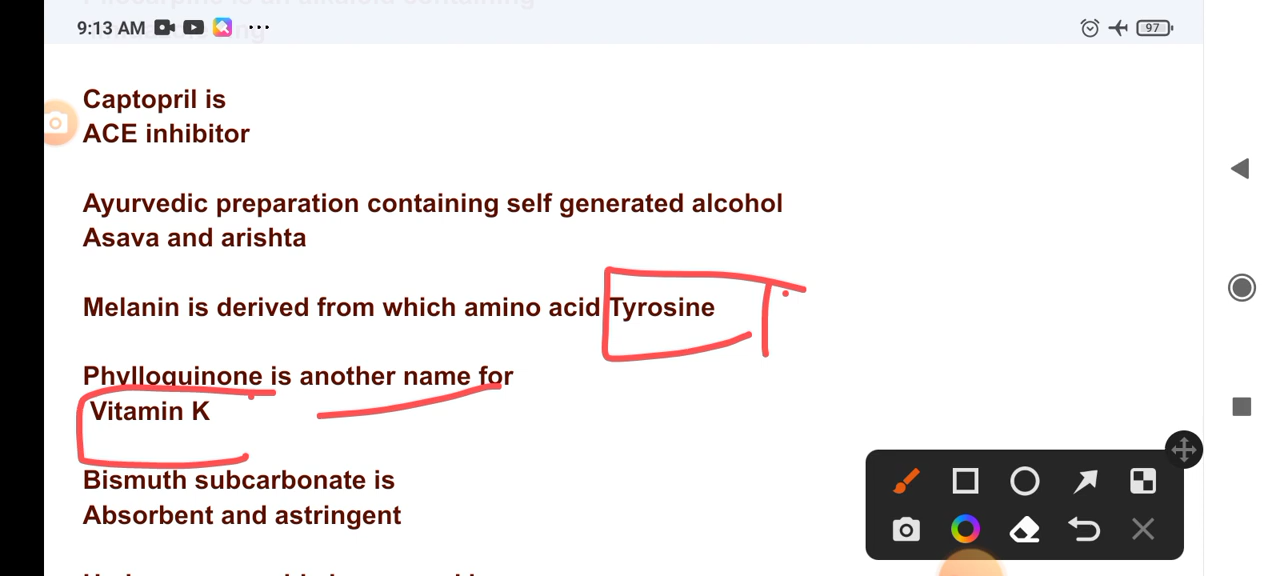 9:13 AM
97
Captopril is
ACE inhibitor
Ayurvedic preparation containing self generated alcohol
Asava and arishta
Melanin is derived from which amino acid Tyrosine
Phylloquinone is another name for
Vitamin K
Bismuth subcarbonate is
Absorbent and astringent